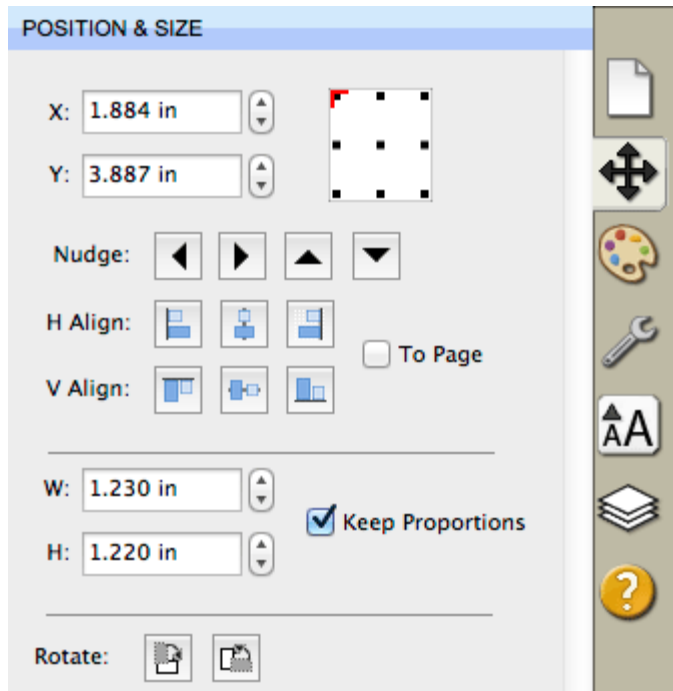 POSITION & SIZE
X: 1.884 in
Y: 3.887 in
Nudge:
H Align:
To Page
V Align:
W: 1.230 in
Keep Proportions
H: 1.220 in
Rotate:
AA
?